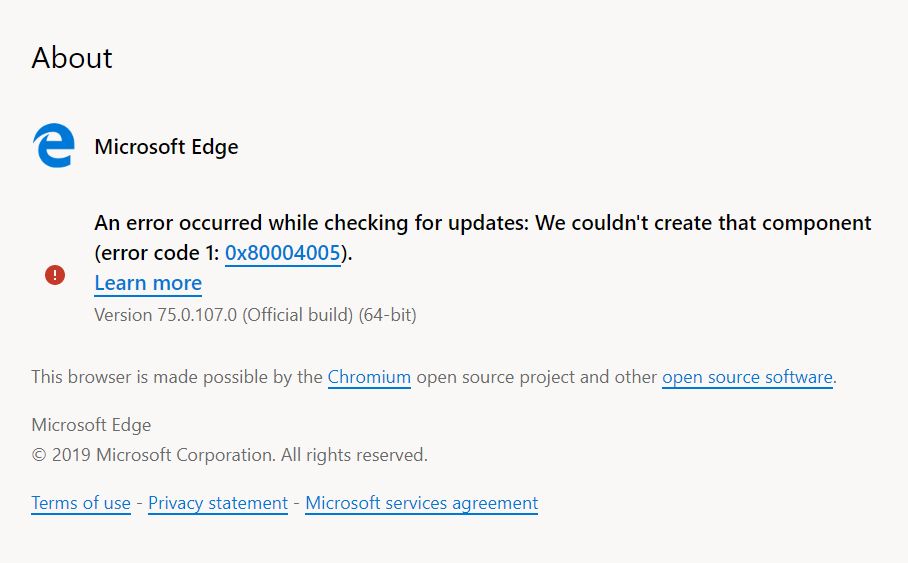 About
Microsoft Edge
An error occurred while checking for updates: We couldn't create that component
(error code 1: 0x80004005).
Learn more
Version 75.0.107.0 (Official build) (64-bit)
This browser is made possible by the Chromium open source project and other open source software.
Microsoft Edge
© 2019 Microsoft Corporation. All rights reserved.
Terms of use - Privacy statement - Microsoft services agreement